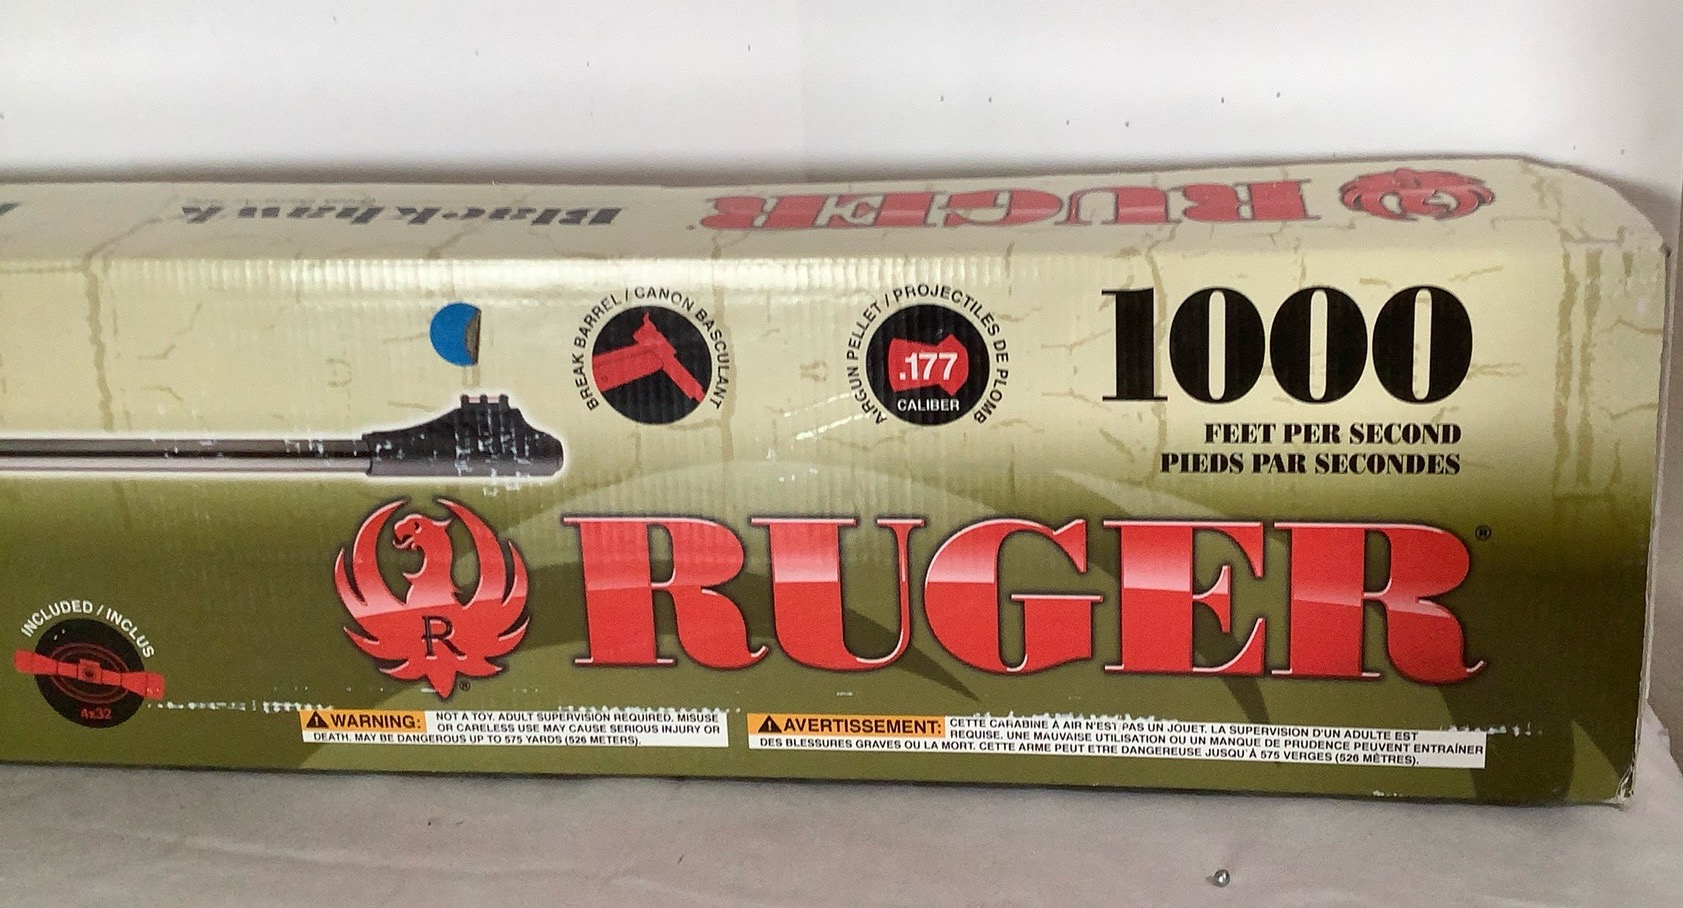 RUGER
Blackhawk
BREAK BARREL / CANON BASCULANT
AIRGUN PELLET / PROJECTILES DE PLOMB
.177
CALIBER
1000
FEET PER SECOND
PIEDS PAR SECONDES
R
®
RUGER®
INCLUDED / INCLUS
4x32
WARNING: NOT A TOY. ADULT SUPERVISION REQUIRED. MISUSE
OR CARELESS USE MAY CAUSE SERIOUS INJURY OR
DEATH. MAY BE DANGEROUS UP TO 575 YARDS (526 METERS).
AVERTISSEMENT: CETTE CARABINE À AIR N'EST PAS UN JOUET. LA SUPERVISION D'UN ADULTE EST
REQUISE. UNE MAUVAISE UTILISATION OU UN MANQUE DE PRUDENCE PEUVENT ENTRAÎNER
DES BLESSURES GRAVES OU LA MORT. CETTE ARME PEUT ETRE DANGEREUSE JUSQU'À 575 VERGES (526 MÈTRES).